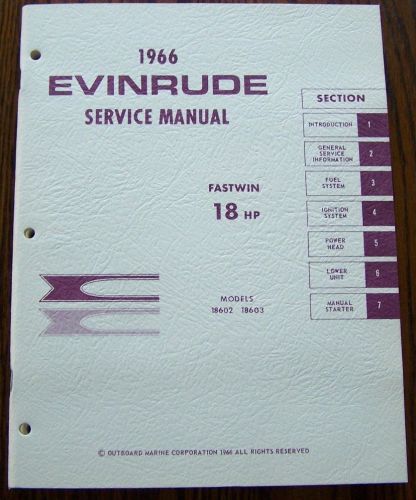 1966
EVINRUDE
SERVICE MANUAL
FASTWIN
18 HP
MODELS
18602 18603
SECTION
INTRODUCTION 1
GENERAL
SERVICE
INFORMATION 2
FUEL
SYSTEM 3
IGNITION
SYSTEM 4
POWER
HEAD 5
LOWER
UNIT 6
MANUAL
STARTER 7
© OUTBOARD MARINE CORPORATION 1966 ALL RIGHTS RESERVED